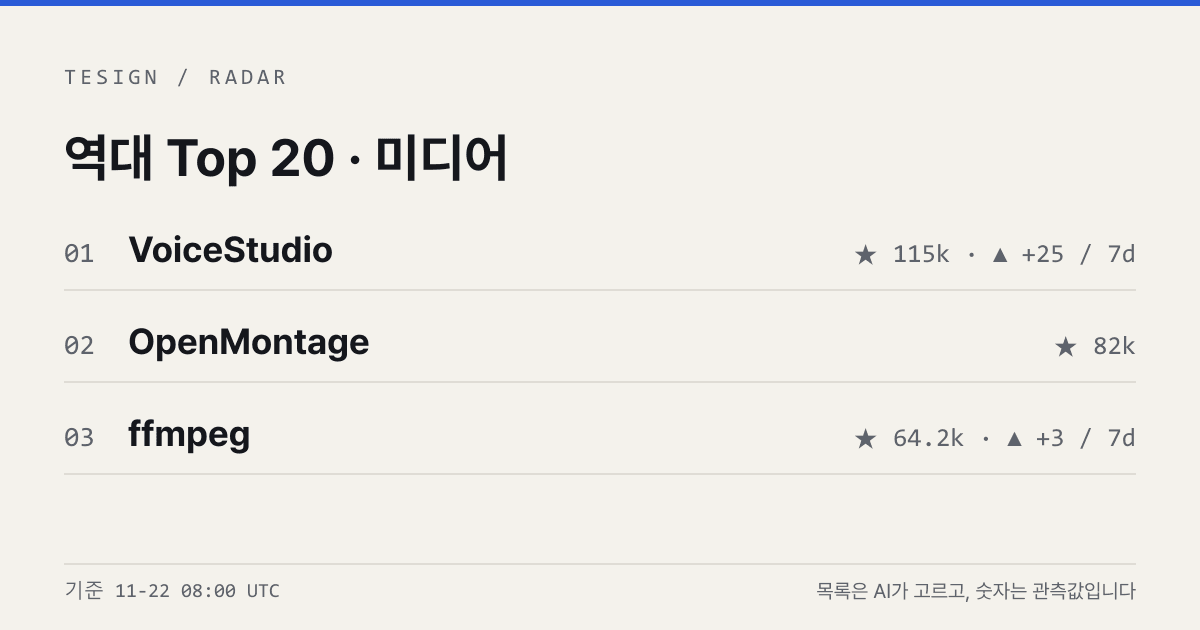 TESIGN / RADAR
역대 Top 20 · 미디어
01 VoiceStudio ★ 115k · ▲ +25 / 7d
02 OpenMontage ★ 82k
03 ffmpeg ★ 64.2k · ▲ +3 / 7d
기준 11-22 08:00 UTC 목록은 AI가 고르고, 숫자는 관측값입니다